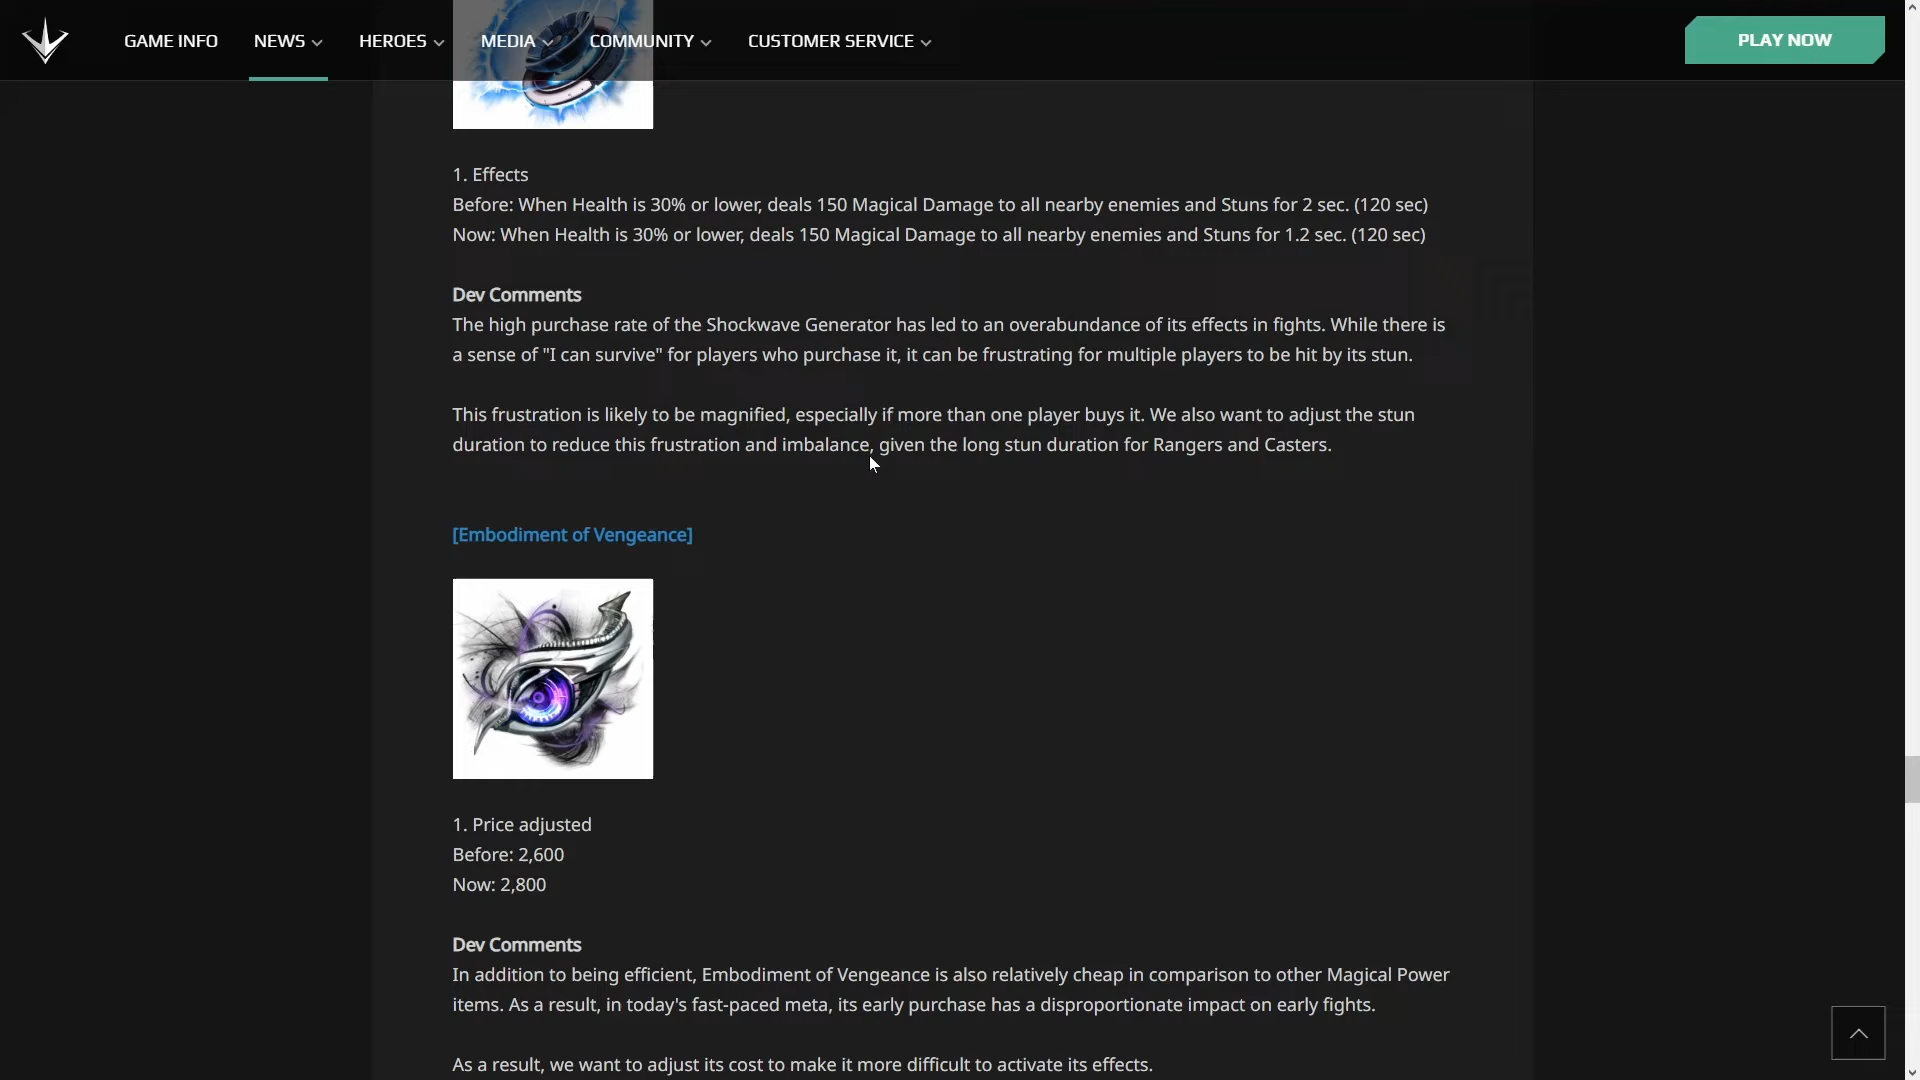 GAME INFO NEWS HEROES MEDIA COMMUNITY CUSTOMER SERVICE PLAY NOW
1. Effects
Before: When Health is 30% or lower, deals 150 Magical Damage to all nearby enemies and Stuns for 2 sec. (120 sec)
Now: When Health is 30% or lower, deals 150 Magical Damage to all nearby enemies and Stuns for 1.2 sec. (120 sec)
Dev Comments
The high purchase rate of the Shockwave Generator has led to an overabundance of its effects in fights. While there is
a sense of "I can survive" for players who purchase it, it can be frustrating for multiple players to be hit by its stun.
This frustration is likely to be magnified, especially if more than one player buys it. We also want to adjust the stun
duration to reduce this frustration and imbalance, given the long stun duration for Rangers and Casters.
[Embodiment of Vengeance]
1. Price adjusted
Before: 2,600
Now: 2,800
Dev Comments
In addition to being efficient, Embodiment of Vengeance is also relatively cheap in comparison to other Magical Power
items. As a result, in today's fast-paced meta, its early purchase has a disproportionate impact on early fights.
As a result, we want to adjust its cost to make it more difficult to activate its effects.